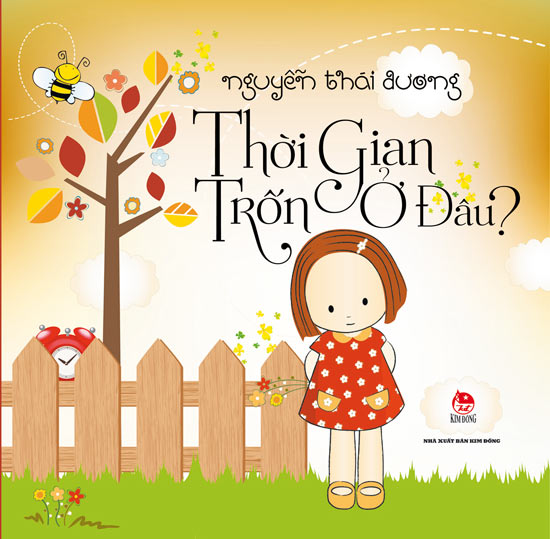 nguyễn thái dương
Thời Gian
Trốn Ở Đâu?
KIM ĐỒNG
NHÀ XUẤT BẢN KIM ĐỒNG